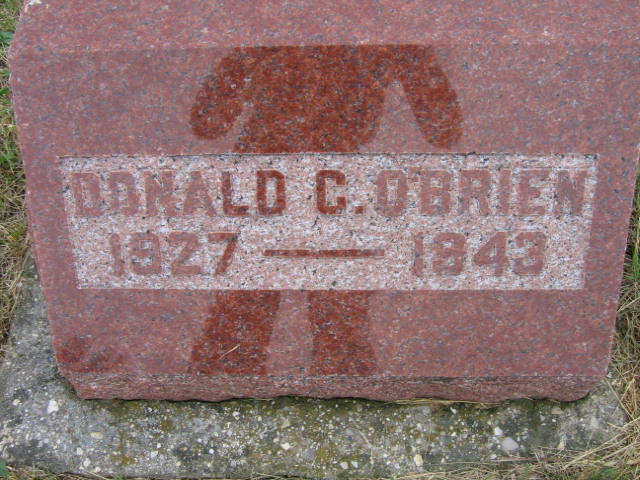 DONALD C. O'BRIEN
1927 — 1943